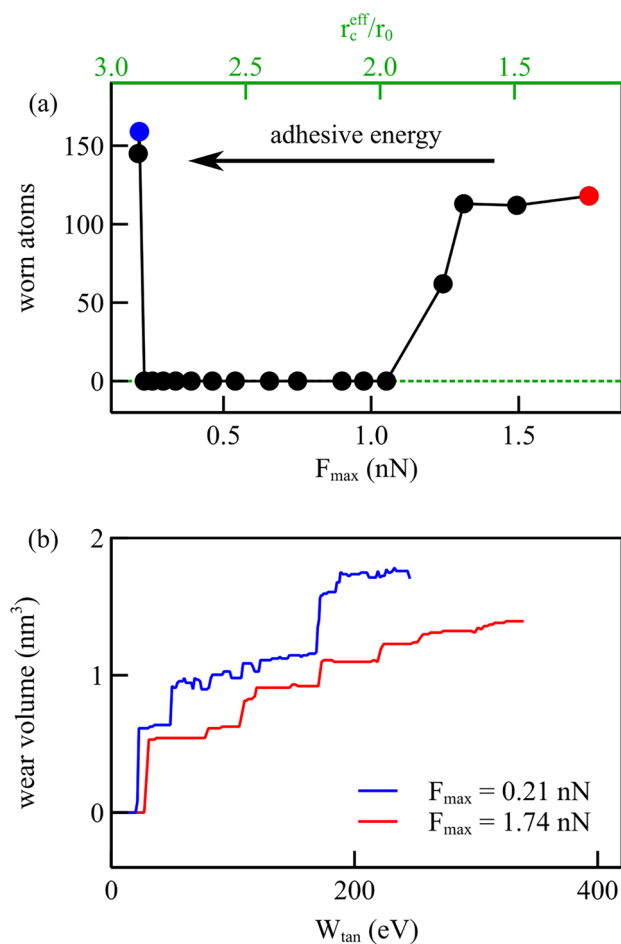 r_c^eff/r_0
3.0 2.5 2.0 1.5
(a)
adhesive energy
150
100
50
0
worn atoms
0.5 1.0 1.5
F_max (nN)
(b)
2
1
0
wear volume (nm³)
F_max = 0.21 nN
F_max = 1.74 nN
0 200 400
W_tan (eV)